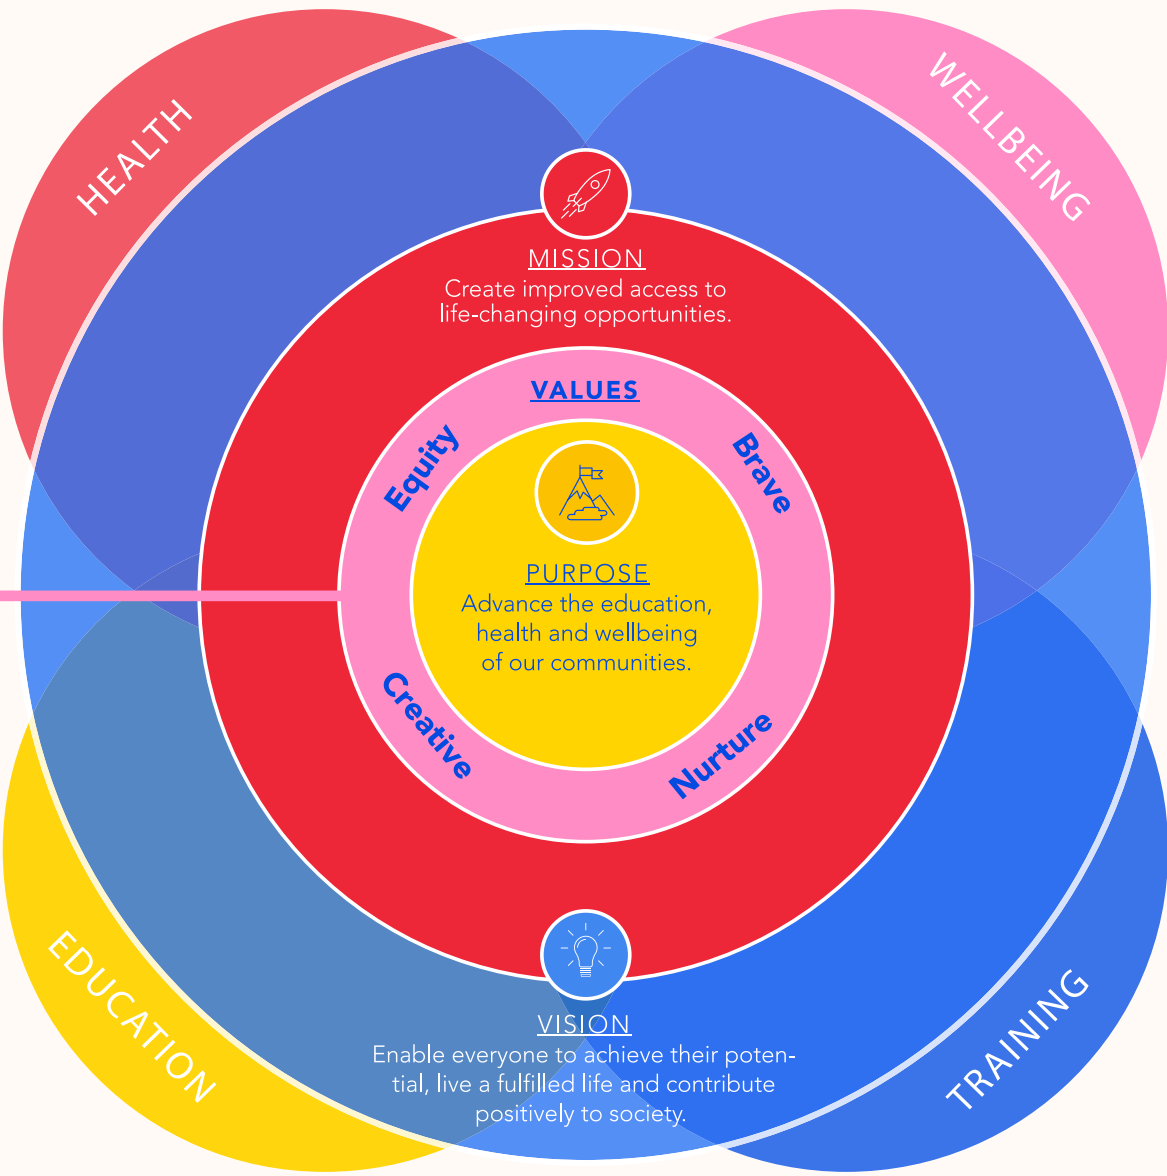 HEALTH
WELLBEING
MISSION
Create improved access to
life-changing opportunities.
VALUES
Equity
Brave
PURPOSE
Advance the education,
health and wellbeing
of our communities.
Creative
Nurture
EDUCATION
TRAINING
VISION
Enable everyone to achieve their poten-
tial, live a fulfilled life and contribute
positively to society.